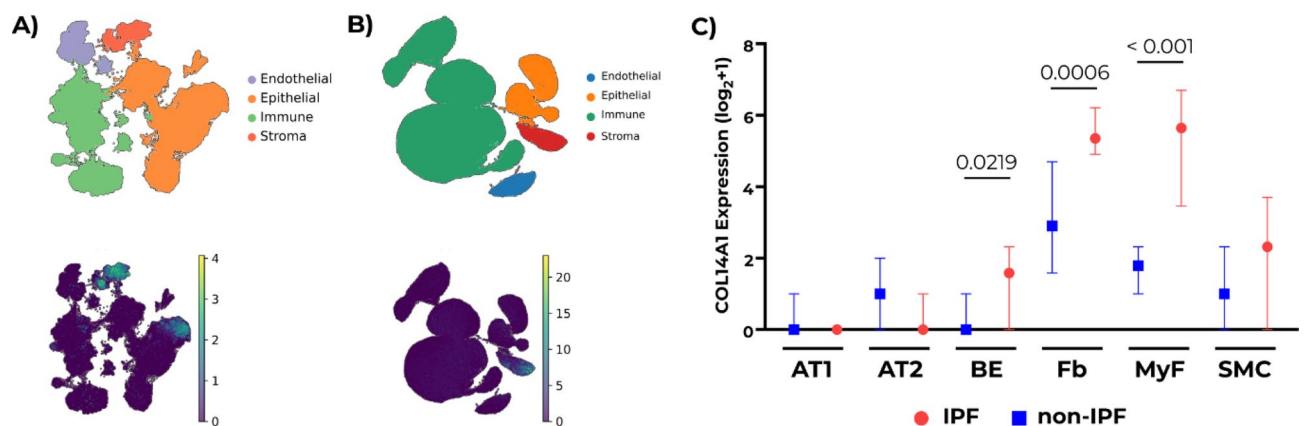 A)
Endothelial
Epithelial
Immune
Stroma
4
3
2
1
0
B)
Endothelial
Epithelial
Immune
Stroma
20
15
10
5
0
C)
COL14A1 Expression (log2+1)
8
6
4
2
0
0.0219
0.0006
< 0.001
AT1 AT2 BE Fb MyF SMC
IPF non-IPF